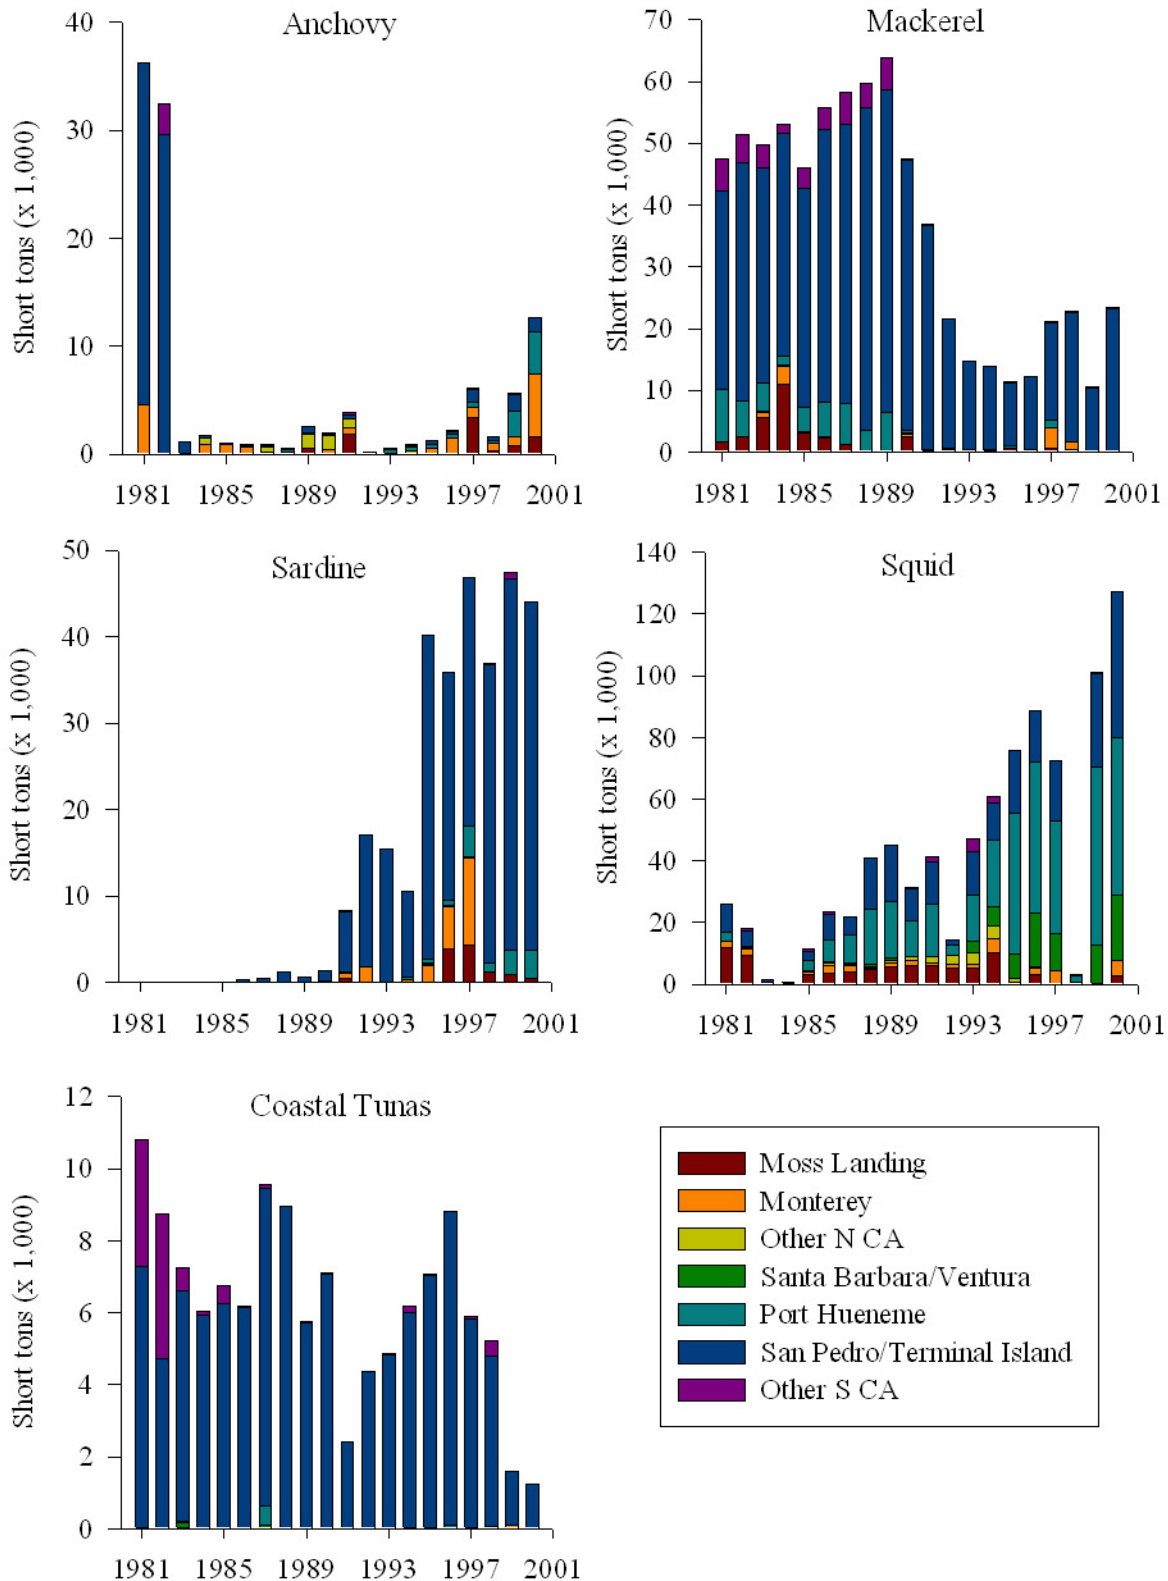 Anchovy
Short tons (x 1,000)
40
30
20
10
0
1981 1985 1989 1993 1997 2001
Mackerel
Short tons (x 1,000)
70
60
50
40
30
20
10
0
1981 1985 1989 1993 1997 2001
Sardine
Short tons (x 1,000)
50
40
30
20
10
0
1981 1985 1989 1993 1997 2001
Squid
Short tons (x 1,000)
140
120
100
80
60
40
20
0
1981 1985 1989 1993 1997 2001
Coastal Tunas
Short tons (x 1,000)
12
10
8
6
4
2
0
1981 1985 1989 1993 1997 2001
Moss Landing
Monterey
Other N CA
Santa Barbara/Ventura
Port Hueneme
San Pedro/Terminal Island
Other S CA